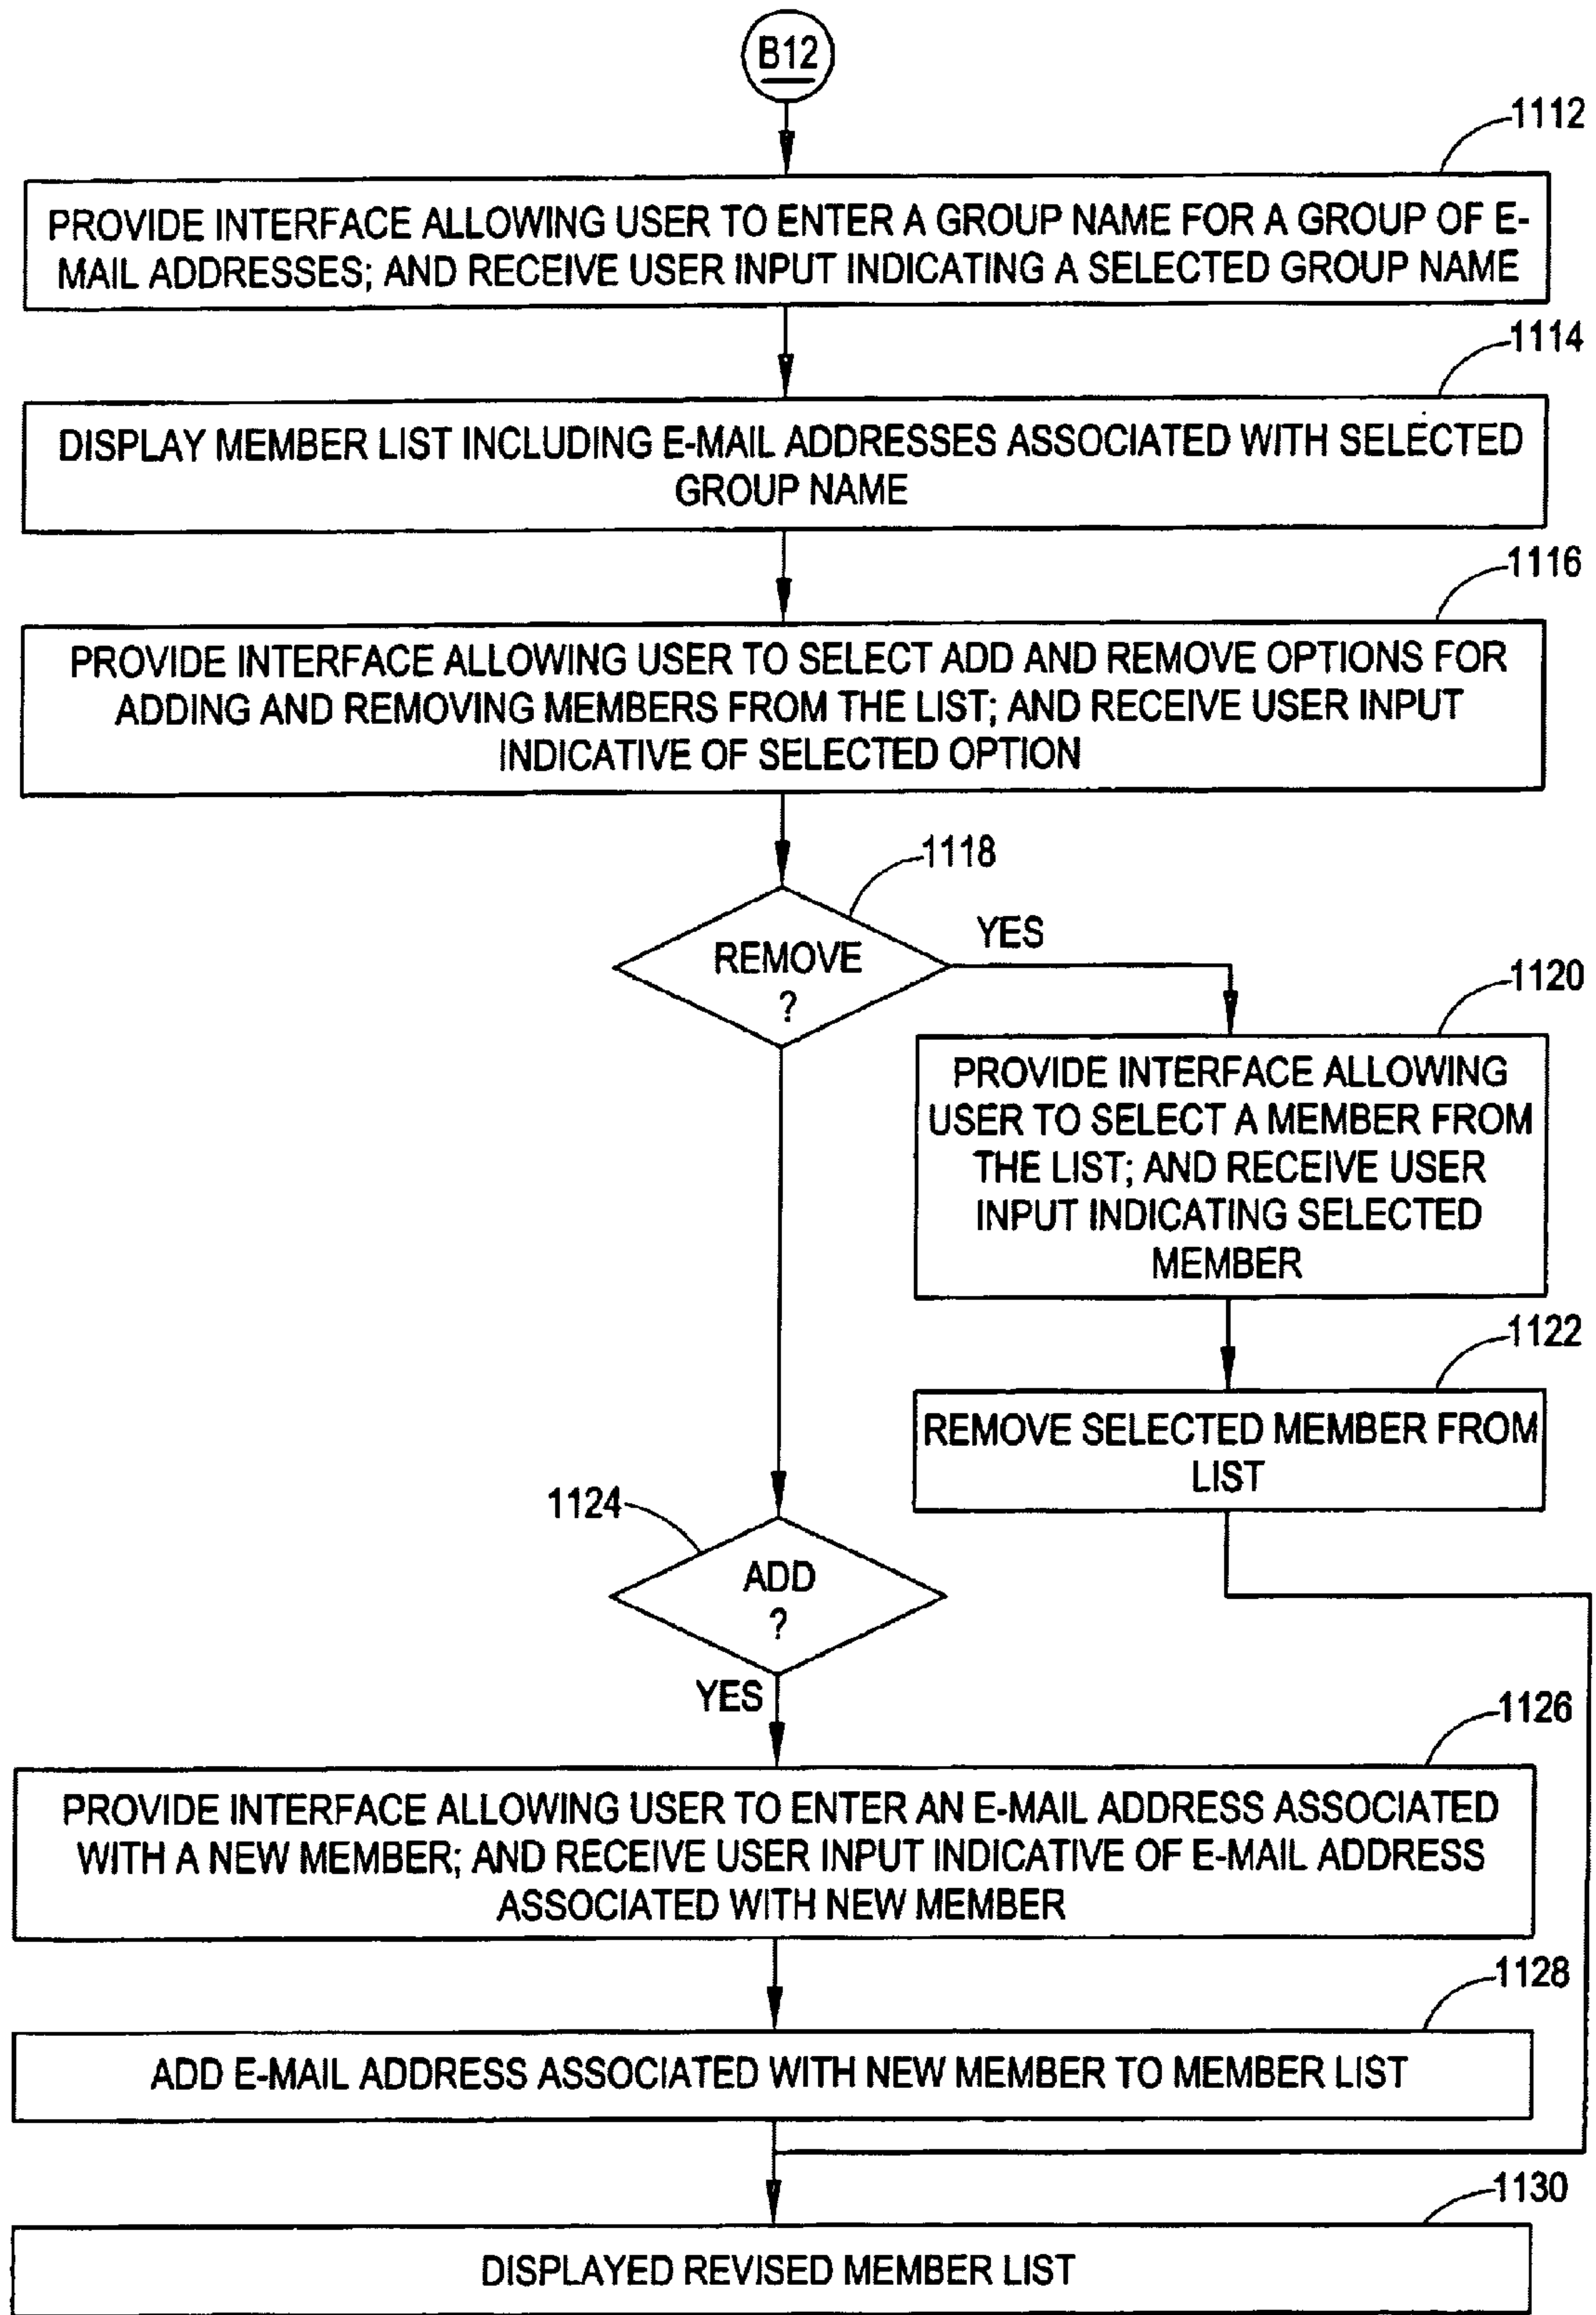 B12
1112
PROVIDE INTERFACE ALLOWING USER TO ENTER A GROUP NAME FOR A GROUP OF E-
MAIL ADDRESSES; AND RECEIVE USER INPUT INDICATING A SELECTED GROUP NAME
1114
DISPLAY MEMBER LIST INCLUDING E-MAIL ADDRESSES ASSOCIATED WITH SELECTED
GROUP NAME
1116
PROVIDE INTERFACE ALLOWING USER TO SELECT ADD AND REMOVE OPTIONS FOR
ADDING AND REMOVING MEMBERS FROM THE LIST; AND RECEIVE USER INPUT
INDICATIVE OF SELECTED OPTION
1118
REMOVE
?
YES
1120
PROVIDE INTERFACE ALLOWING
USER TO SELECT A MEMBER FROM
THE LIST; AND RECEIVE USER
INPUT INDICATING SELECTED
MEMBER
1122
REMOVE SELECTED MEMBER FROM
LIST
1124
ADD
?
YES
1126
PROVIDE INTERFACE ALLOWING USER TO ENTER AN E-MAIL ADDRESS ASSOCIATED
WITH A NEW MEMBER; AND RECEIVE USER INPUT INDICATIVE OF E-MAIL ADDRESS
ASSOCIATED WITH NEW MEMBER
1128
ADD E-MAIL ADDRESS ASSOCIATED WITH NEW MEMBER TO MEMBER LIST
1130
DISPLAYED REVISED MEMBER LIST